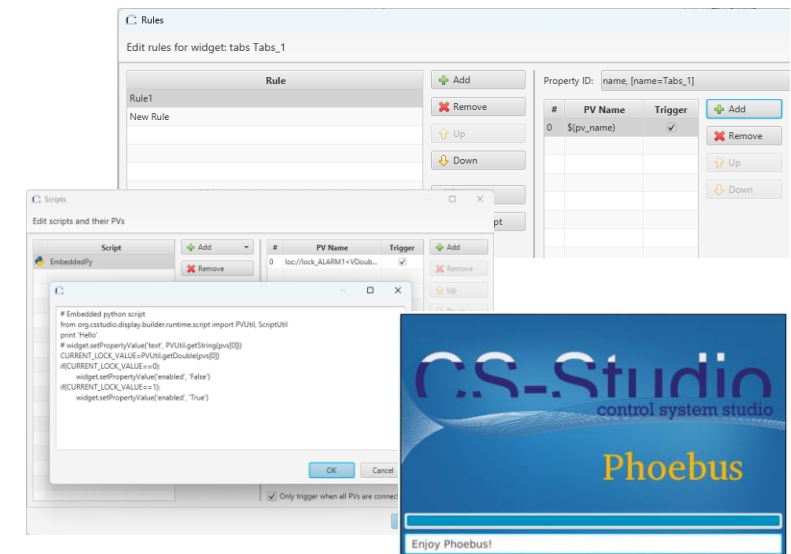 Rules
Edit rules for widget: tabs Tabs_1
Rule
Rule1
New Rule
Add
Remove
Up
Down
Property ID: name, [name=Tabs_1]
# PV Name Trigger
0 $(pv_name)
Add
Remove
Up
Down
Scripts
Edit scripts and their PVs
Script
EmbeddedPy
Add
Remove
# PV Name Trigger
0 loc://lock_ALARM1<VDoub...
Add
Remove
Up
# Embedded python script
from org.csstudio.display.builder.runtime.script import PVUtil, ScriptUtil
print 'Hello'
# widget.setPropertyValue('text', PVUtil.getString(pvs[0]))
CURRENT_LOCK_VALUE=PVUtil.getDouble(pvs[0])
if(CURRENT_LOCK_VALUE==0):
widget.setPropertyValue('enabled', 'False')
if(CURRENT_LOCK_VALUE==1):
widget.setPropertyValue('enabled', 'True')
OK
Cancel
Only trigger when all PVs are connec
CS-Studio
control system studio
Phoebus
Enjoy Phoebus!